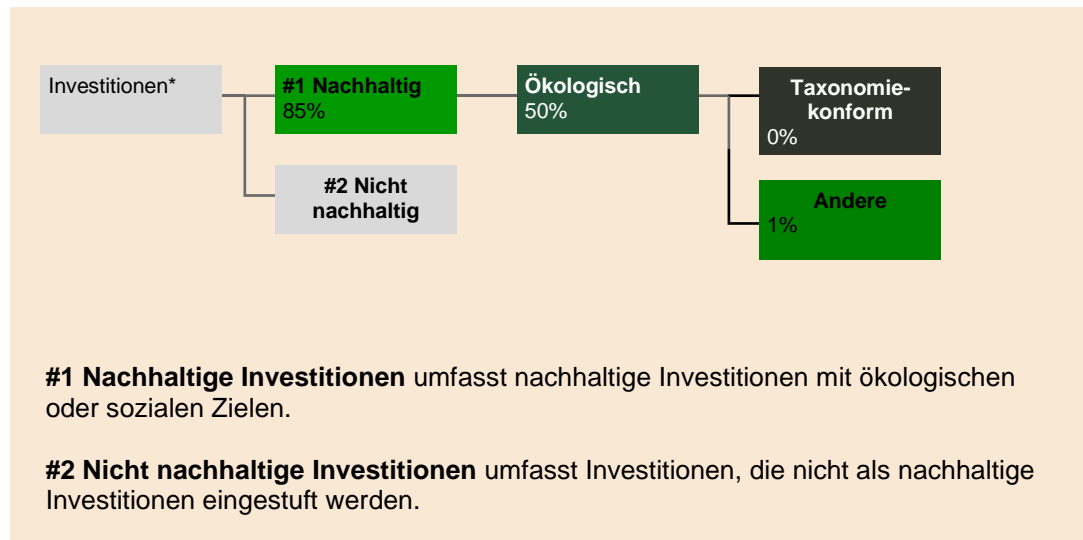 Investitionen*
#1 Nachhaltig
85%
Ökologisch
50%
Taxonomie-
konform
0%
#2 Nicht
nachhaltig
Andere
1%
#1 Nachhaltige Investitionen umfasst nachhaltige Investitionen mit ökologischen
oder sozialen Zielen.
#2 Nicht nachhaltige Investitionen umfasst Investitionen, die nicht als nachhaltige
Investitionen eingestuft werden.